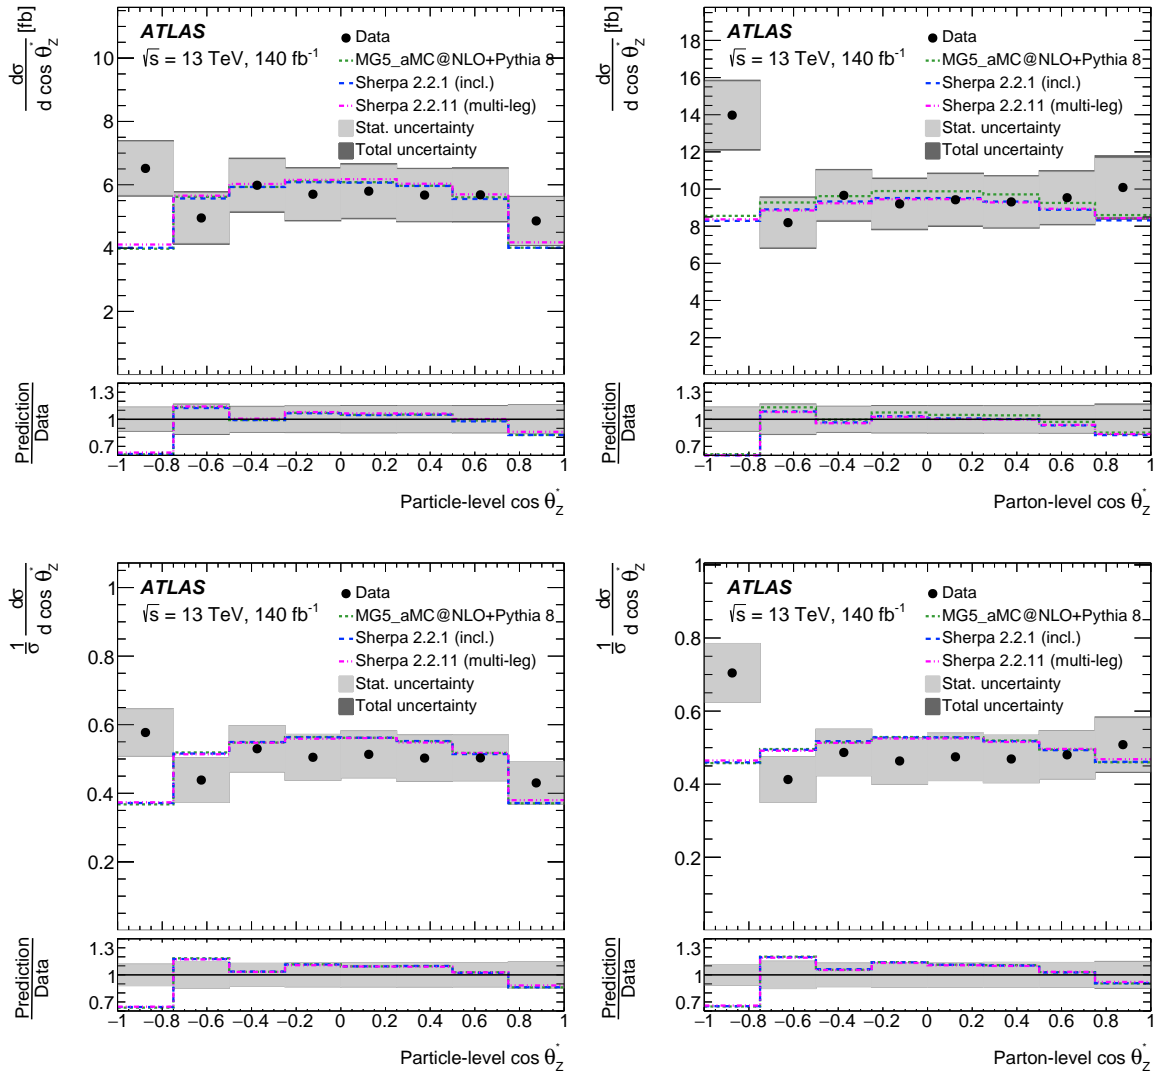 dσ / d cos θ*Z [fb]
ATLAS
√s = 13 TeV, 140 fb-1
Data
MG5_aMC@NLO+Pythia 8
Sherpa 2.2.1 (incl.)
Sherpa 2.2.11 (multi-leg)
Stat. uncertainty
Total uncertainty
10
8
6
4
2
Prediction / Data
1.3
1
0.7
−1 −0.8 −0.6 −0.4 −0.2 0 0.2 0.4 0.6 0.8 1
Particle-level cos θ*Z
dσ / d cos θ*Z [fb]
ATLAS
√s = 13 TeV, 140 fb-1
Data
MG5_aMC@NLO+Pythia 8
Sherpa 2.2.1 (incl.)
Sherpa 2.2.11 (multi-leg)
Stat. uncertainty
Total uncertainty
18
16
14
12
10
8
6
4
2
Prediction / Data
1.3
1
0.7
−1 −0.8 −0.6 −0.4 −0.2 0 0.2 0.4 0.6 0.8 1
Parton-level cos θ*Z
1/σ dσ / d cos θ*Z
ATLAS
√s = 13 TeV, 140 fb-1
Data
MG5_aMC@NLO+Pythia 8
Sherpa 2.2.1 (incl.)
Sherpa 2.2.11 (multi-leg)
Stat. uncertainty
Total uncertainty
1
0.8
0.6
0.4
0.2
Prediction / Data
1.3
1
0.7
−1 −0.8 −0.6 −0.4 −0.2 0 0.2 0.4 0.6 0.8 1
Particle-level cos θ*Z
1/σ dσ / d cos θ*Z
ATLAS
√s = 13 TeV, 140 fb-1
Data
MG5_aMC@NLO+Pythia 8
Sherpa 2.2.1 (incl.)
Sherpa 2.2.11 (multi-leg)
Stat. uncertainty
Total uncertainty
1
0.8
0.6
0.4
0.2
Prediction / Data
1.3
1
0.7
−1 −0.8 −0.6 −0.4 −0.2 0 0.2 0.4 0.6 0.8 1
Parton-level cos θ*Z